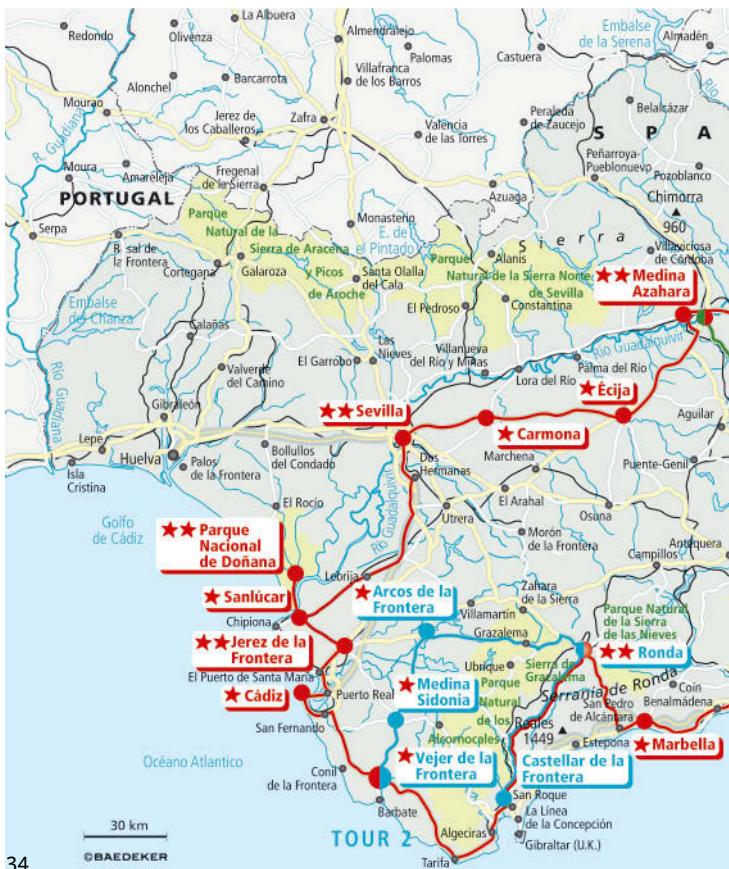 Redondo
Olivenza
La Albuera
Almendralejo
Palomas
Castuera
Embalse
de la Serena
Almadén
Alonchel
Barcarrota
Villafranca
de los Barros
Mourao
Jerez de
los Caballeros
Zafra
Valencia
de las Torres
Peraleda
de Zaucejo
Belalcázar
Río
S P A
R. Guadiana
Moura
Amareleja
Fregenal
de la Sierra
Azuaga
Peñarroya-
Pueblonuevo
Pozoblanco
PORTUGAL
Chimorra
960
Serpa
Rosal de
la Frontera
Parque
Natural de la
Sierra de Aracena
y Picos
de Aroche
Monasterio
E. de
el Pintado
Parque
Natural de la Sierra Norte
de Sevilla
Alanis
Sierra
Villaviciosa
de Córdoba
Cortegana
Galaroza
Santa Olalla
del Cala
Constantina
El Pedroso
★★ Medina
Azahara
Embalse
del Chanza
Calañas
El Garrobo
Las
Nieves
Villanueva
del Río y Minas
Lora del Río
Palma del Río
Río Guadalquivir
Río Guadiana
Valverde
del Camino
★ Écija
★★ Sevilla
★ Carmona
Aguilar
Gibraleón
Lepe
Huelva
Isla
Cristina
Palos
de la Frontera
Bollullos
del Condado
Dos
Hermanas
Marchena
Puente-Genil
El Rocío
Río Guadalquivir
Utrera
El Arahal
Osuna
Golfo
de Cádiz
★★ Parque
Nacional
de Doñana
Morón
de la Frontera
Campillos
Antequera
Lebrija
★ Sanlúcar
Chipiona
★ Arcos de la
Frontera
Villamartín
Zahara
de la Sierra
Parque Natural
de la Sierra
de las Nieves
★★ Jerez de la
Frontera
Grazalema
★★ Ronda
El Puerto de Santa Mana
Ubrique
Sierra de
Grazalema
Serranía de Ronda
Coín
Benalmádena
★ Cádiz
Puerto Real
★ Medina
Sidonia
Parque
Natural
de los
Alcornocales
San Pedro
de Alcántara
San Fernando
Reales
1449
Estepona
★ Marbella
Océano Atlantico
Conil
de la Frontera
★ Vejer de la
Frontera
Castellar de la
Frontera
Barbate
San Roque
La Línea
de la Concepción
30 km
TOUR 2
Algeciras
Gibraltar (U.K.)
Tarifa
©BAEDEKER
34